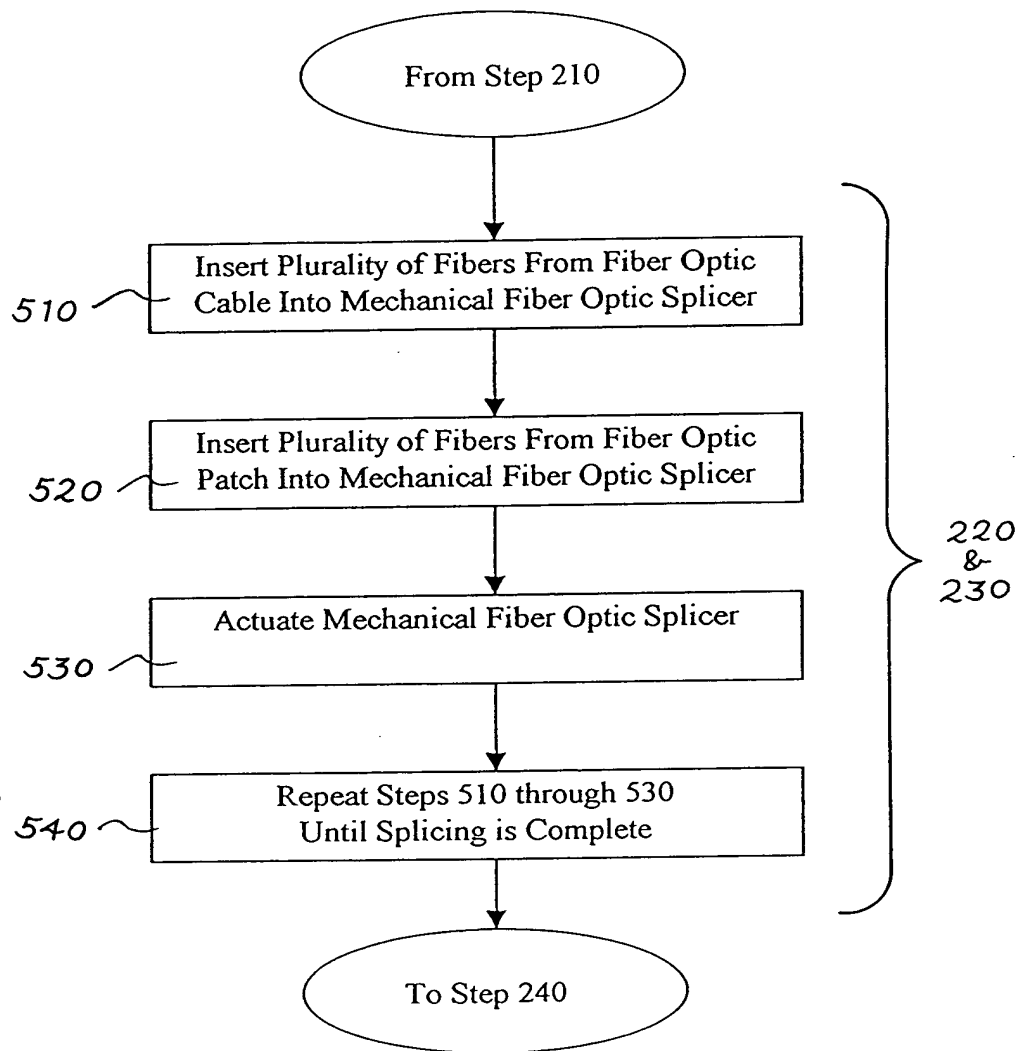 From Step 210
Insert Plurality of Fibers From Fiber Optic
Cable Into Mechanical Fiber Optic Splicer
510
Insert Plurality of Fibers From Fiber Optic
Patch Into Mechanical Fiber Optic Splicer
520
220
&
230
Actuate Mechanical Fiber Optic Splicer
530
Repeat Steps 510 through 530
Until Splicing is Complete
540
To Step 240